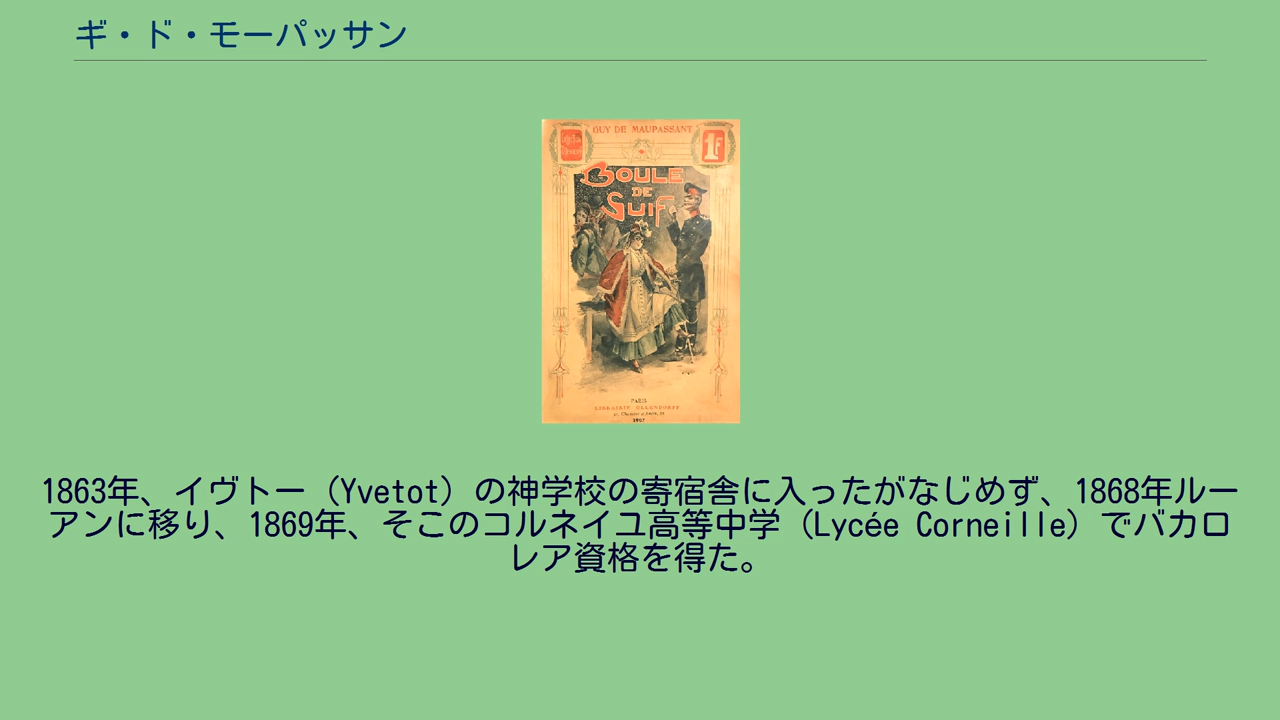 ギ・ド・モーパッサン
GUY DE MAUPASSANT
1F
BOULE
DE
SUIF
PARIS
LIBRAIRIE OLLENDORFF
1863年、イヴトー（Yvetot）の神学校の寄宿舎に入ったがなじめず、1868年ルー
アンに移り、1869年、そこのコルネイユ高等中学（Lycée Corneille）でバカロ
レア資格を得た。